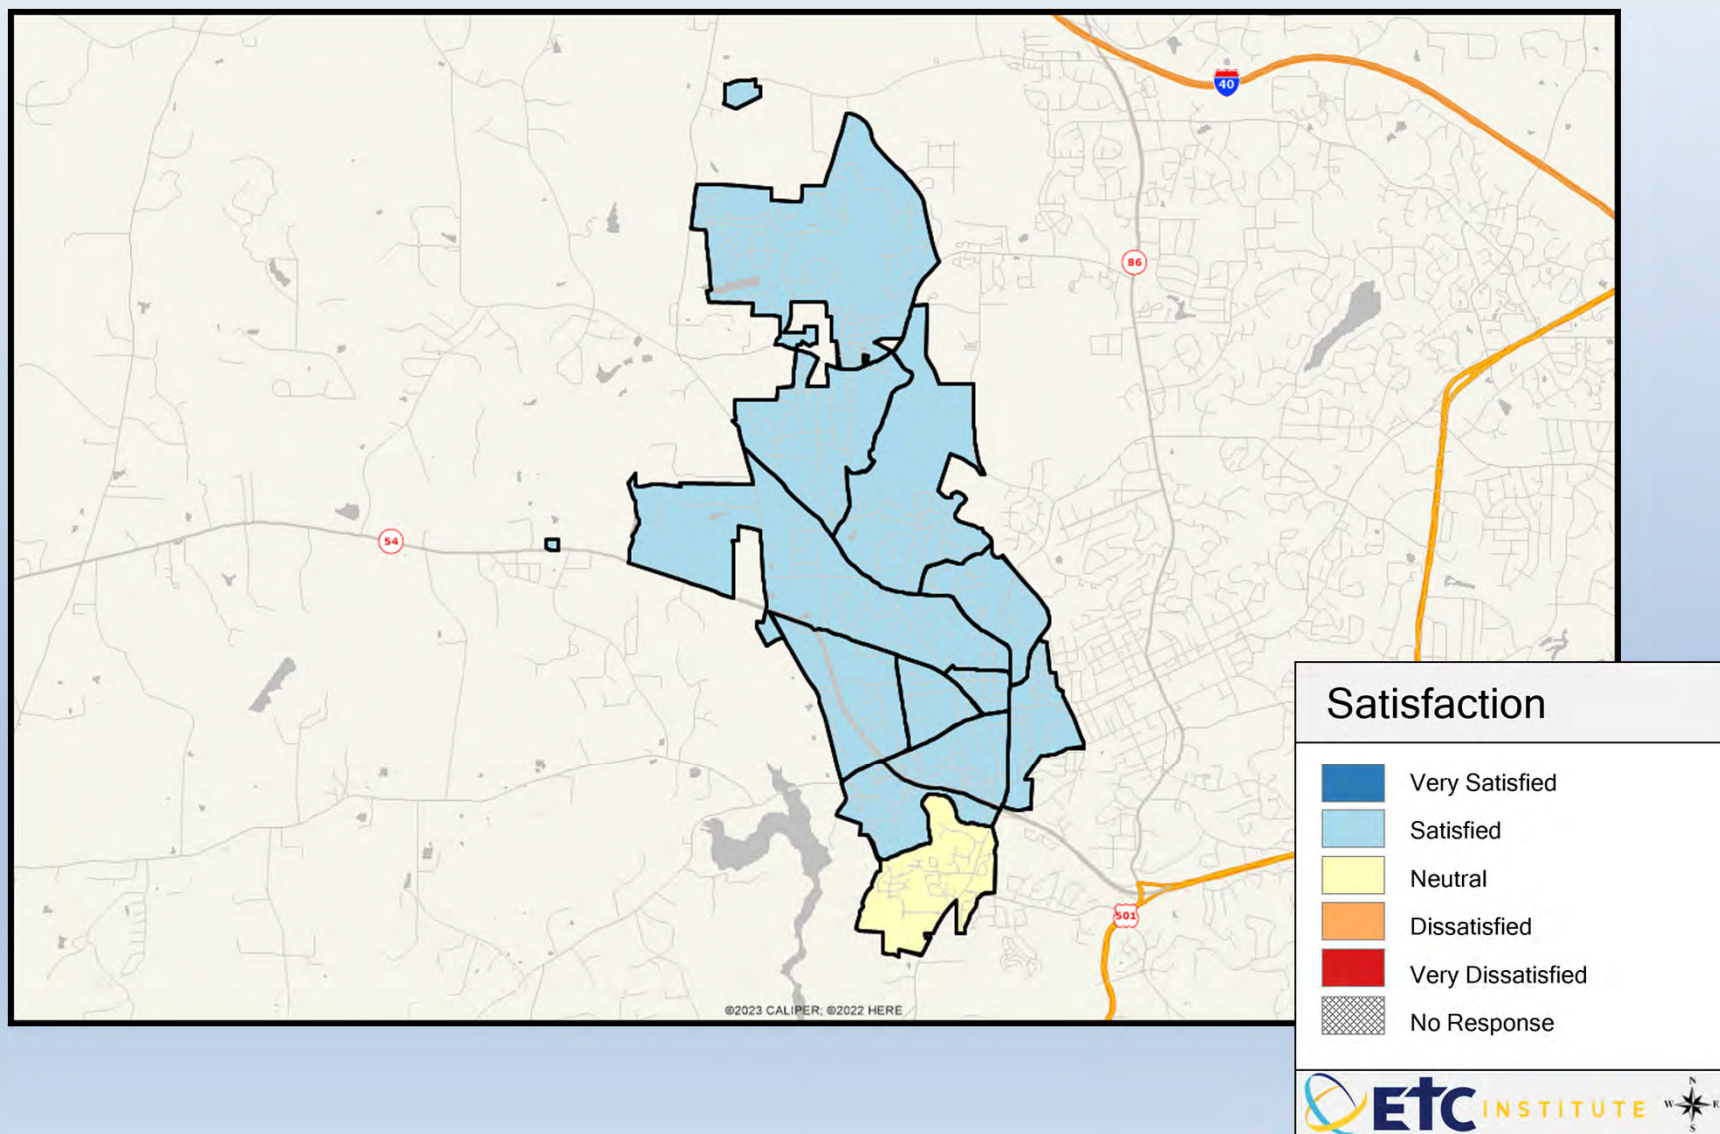 40
86
54
501
©2023 CALIPER; ©2022 HERE
Satisfaction
Very Satisfied
Satisfied
Neutral
Dissatisfied
Very Dissatisfied
No Response
ETC INSTITUTE
N
W E
S